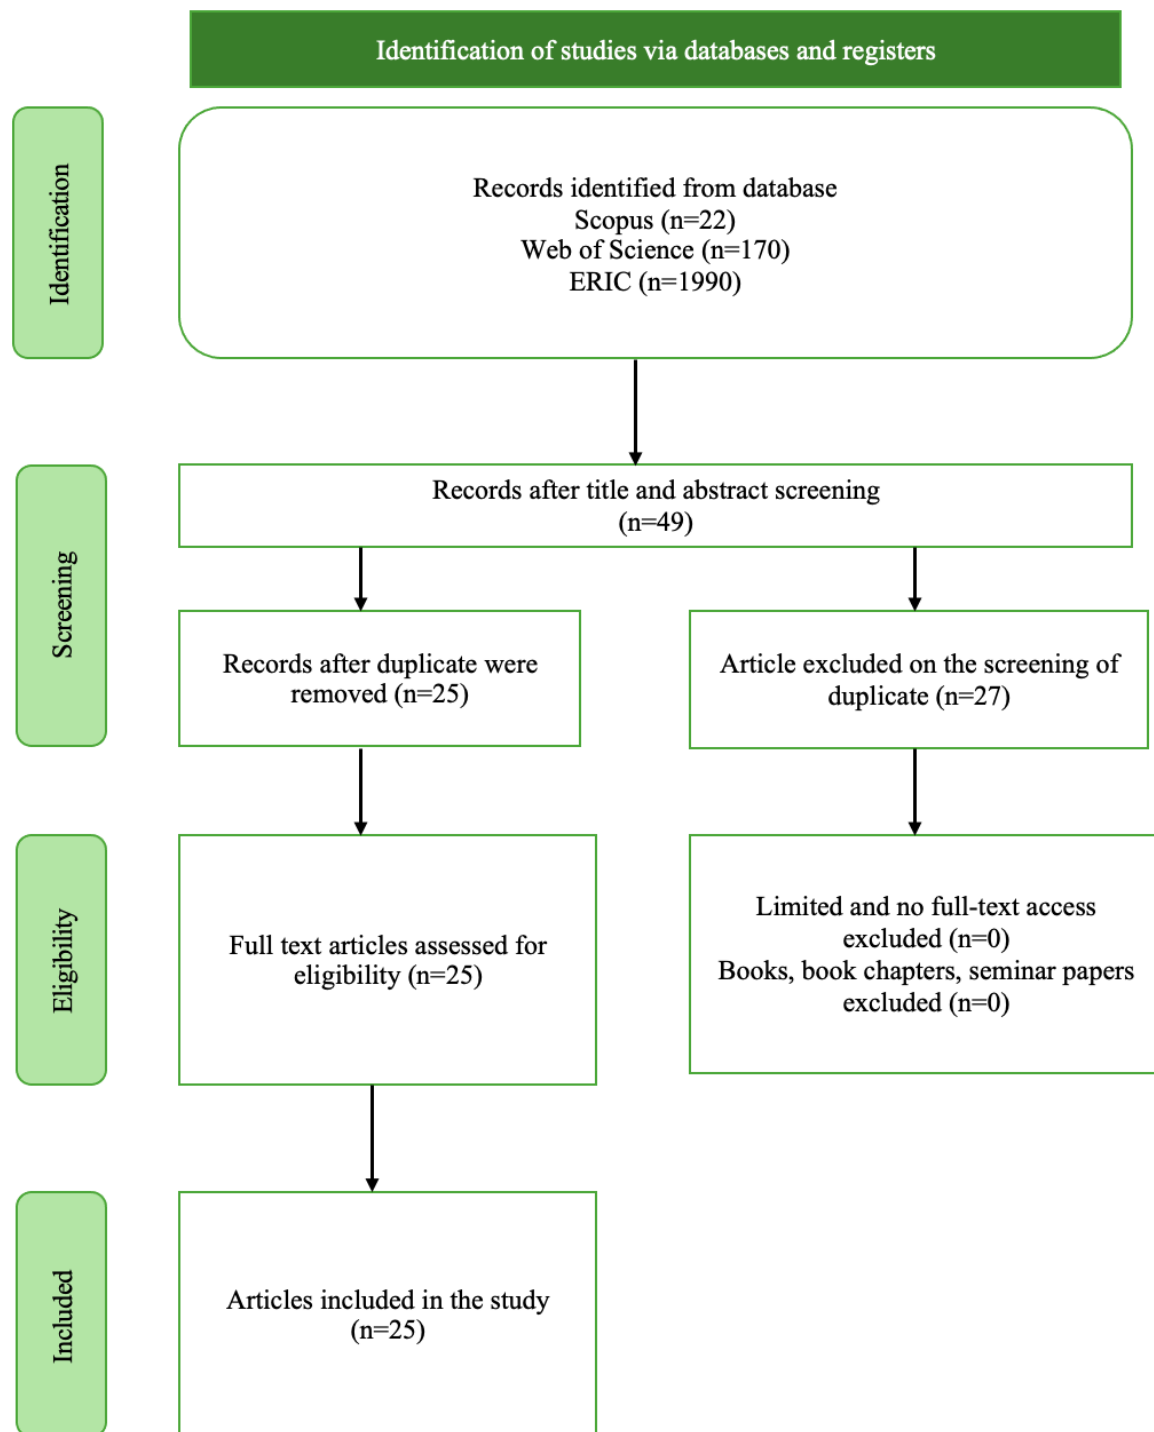 Identification of studies via databases and registers
Identification
Records identified from database
Scopus (n=22)
Web of Science (n=170)
ERIC (n=1990)
Screening
Records after title and abstract screening
(n=49)
Records after duplicate were
removed (n=25)
Article excluded on the screening of
duplicate (n=27)
Eligibility
Full text articles assessed for
eligibility (n=25)
Limited and no full-text access
excluded (n=0)
Books, book chapters, seminar papers
excluded (n=0)
Included
Articles included in the study
(n=25)